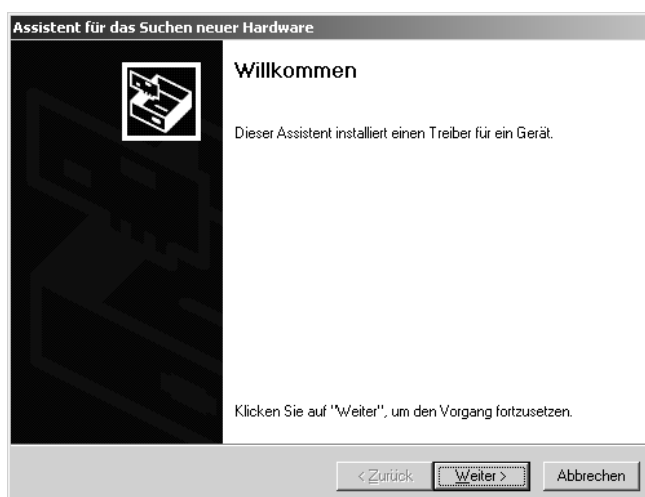 Assistent für das Suchen neuer Hardware
Willkommen
Dieser Assistent installiert einen Treiber für ein Gerät.
Klicken Sie auf "Weiter", um den Vorgang fortzusetzen.
< Zurück Weiter > Abbrechen